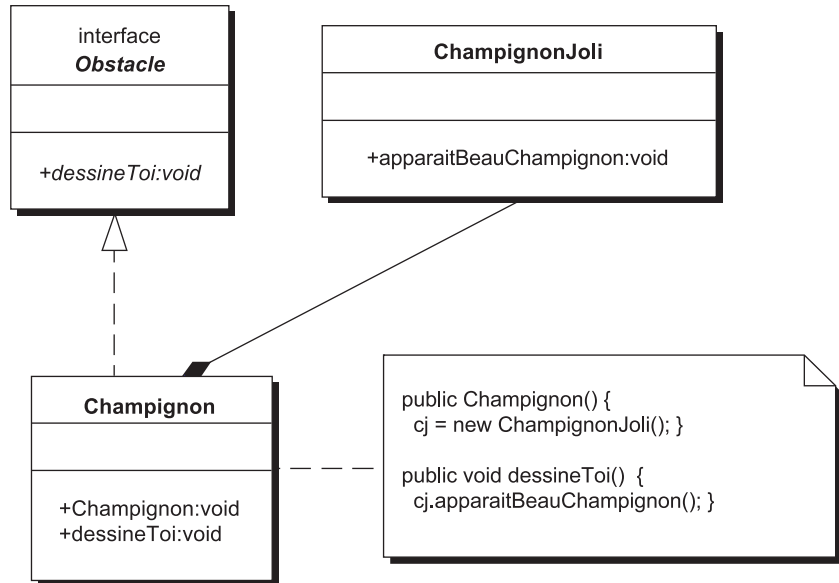 interface
Obstacle
+dessineToi:void
ChampignonJoli
+apparaitBeauChampignon:void
Champignon
+Champignon:void
+dessineToi:void
public Champignon() {
cj = new ChampignonJoli(); }
public void dessineToi() {
cj.apparaitBeauChampignon(); }